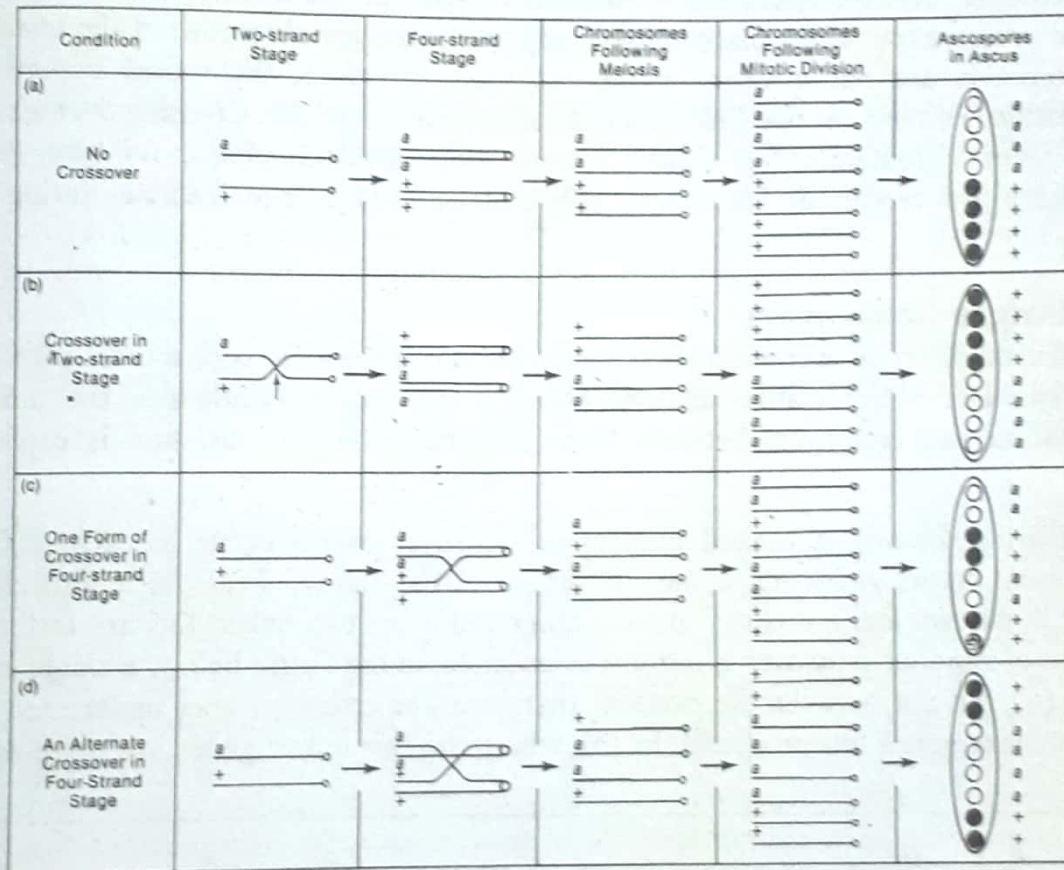 Condition
Two-strand
Stage
Four-strand
Stage
Chromosomes
Following
Meiosis
Chromosomes
Following
Mitotic Division
Ascospores
in Ascus
(a)
No
Crossover
a
+
a
a
+
+
a
a
+
+
a
a
a
a
+
+
+
+
a
a
a
a
+
+
+
+
(b)
Crossover in
Two-strand
Stage
a
+
+
+
a
a
+
+
a
a
+
+
+
+
a
a
a
a
+
+
+
+
a
a
a
a
(c)
One Form of
Crossover in
Four-strand
Stage
a
+
a
a
+
a
+
a
+
a
a
+
+
a
a
+
+
a
a
+
+
a
a
+
+
(d)
An Alternate
Crossover in
Four-Strand
Stage
a
+
a
a
+
+
a
a
+
+
+
a
a
a
a
+
+
+
+
a
a
a
a
+
+